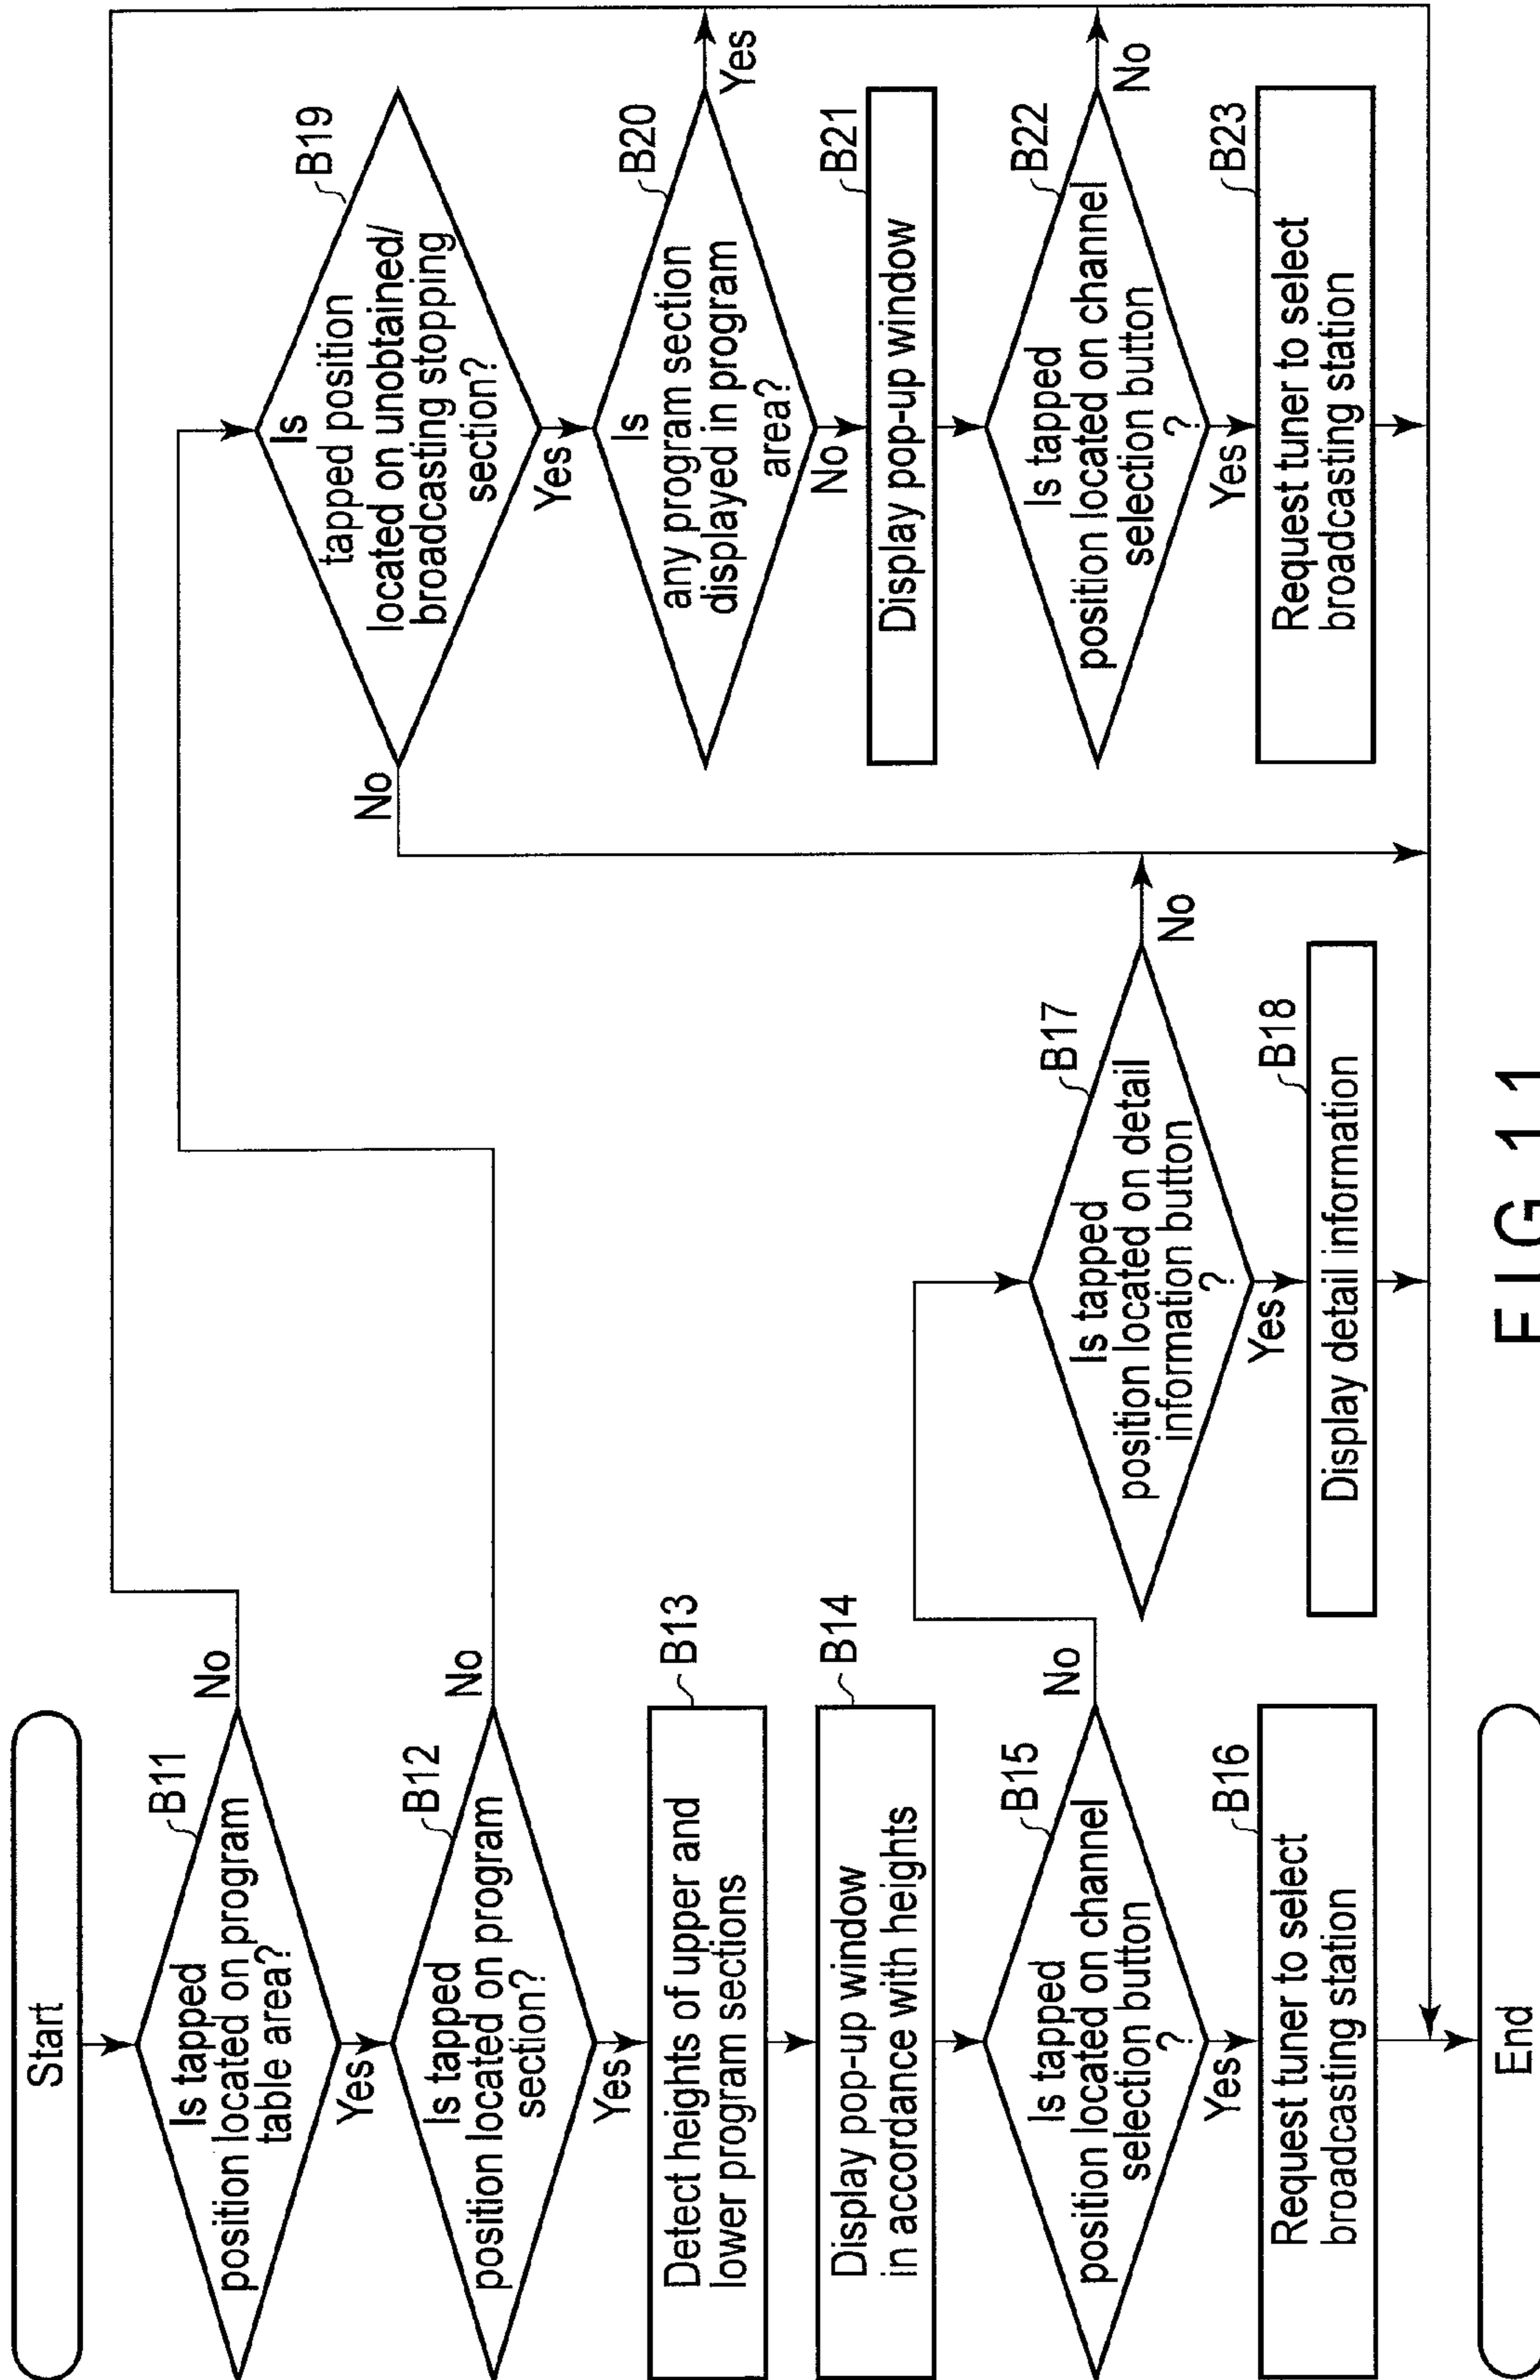 Start
B11
Is tapped
position located on program
table area?
No
Yes
B12
Is tapped
position located on program
section?
No
Yes
B13
Detect heights of upper and
lower program sections
B14
Display pop-up window
in accordance with heights
B15
Is tapped
position located on channel
selection button
?
No
Yes
B16
Request tuner to select
broadcasting station
End
B17
Is tapped
position located on detail
information button
?
No
Yes
B18
Display detail information
B19
Is
tapped position
located on unobtained/
broadcasting stopping
section?
No
Yes
B20
Is
any program section
displayed in program
area?
Yes
No
B21
Display pop-up window
B22
Is tapped
position located on channel
selection button
?
No
Yes
B23
Request tuner to select
broadcasting station
FIG 11